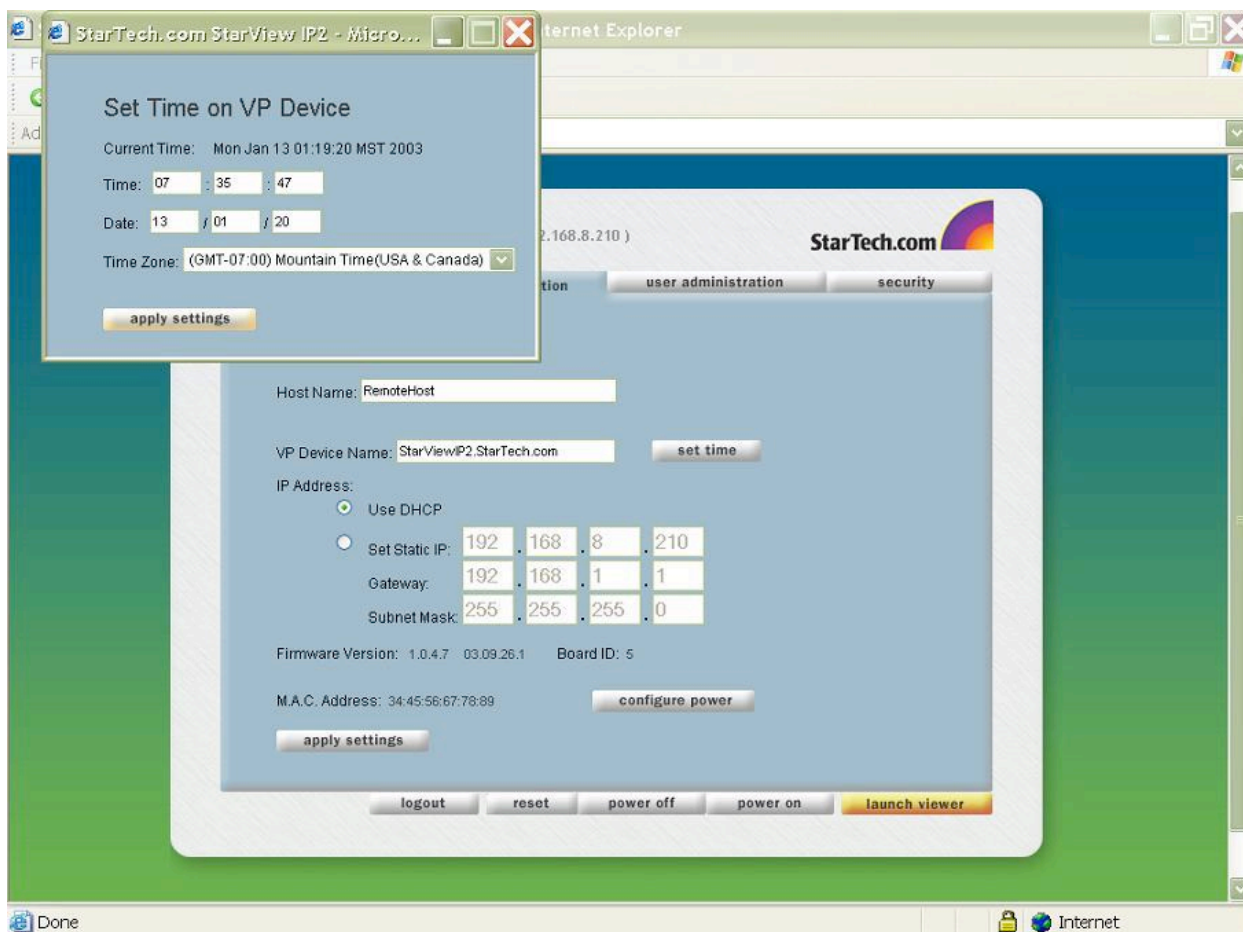 StarTech.com StarView IP2 - Micro...
ternet Explorer
Set Time on VP Device
Current Time: Mon Jan 13 01:19:20 MST 2003
Time: 07 : 35 : 47
Date: 13 / 01 / 20
Time Zone: (GMT-07:00) Mountain Time(USA & Canada)
apply settings
2.168.8.210 )
StarTech.com
tion
user administration
security
Host Name: RemoteHost
VP Device Name: StarViewIP2.StarTech.com
set time
IP Address:
Use DHCP
Set Static IP: 192 . 168 . 8 . 210
Gateway: 192 . 168 . 1 . 1
Subnet Mask: 255 . 255 . 255 . 0
Firmware Version: 1.0.4.7 03.09.26.1 Board ID: 5
M.A.C. Address: 34:45:56:67:78:89
configure power
apply settings
logout
reset
power off
power on
launch viewer
Done
Internet